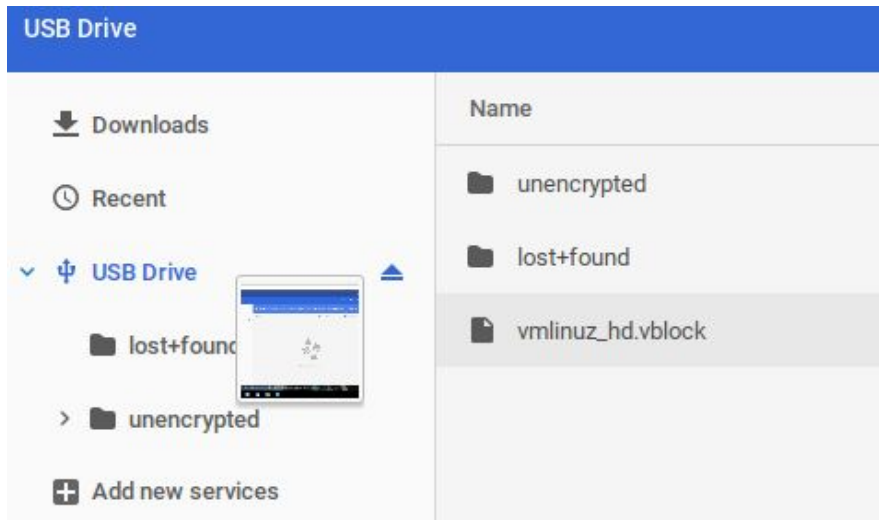 USB Drive
Downloads
Recent
USB Drive
lost+found
unencrypted
Add new services
Name
unencrypted
lost+found
vmlinuz_hd.vblock